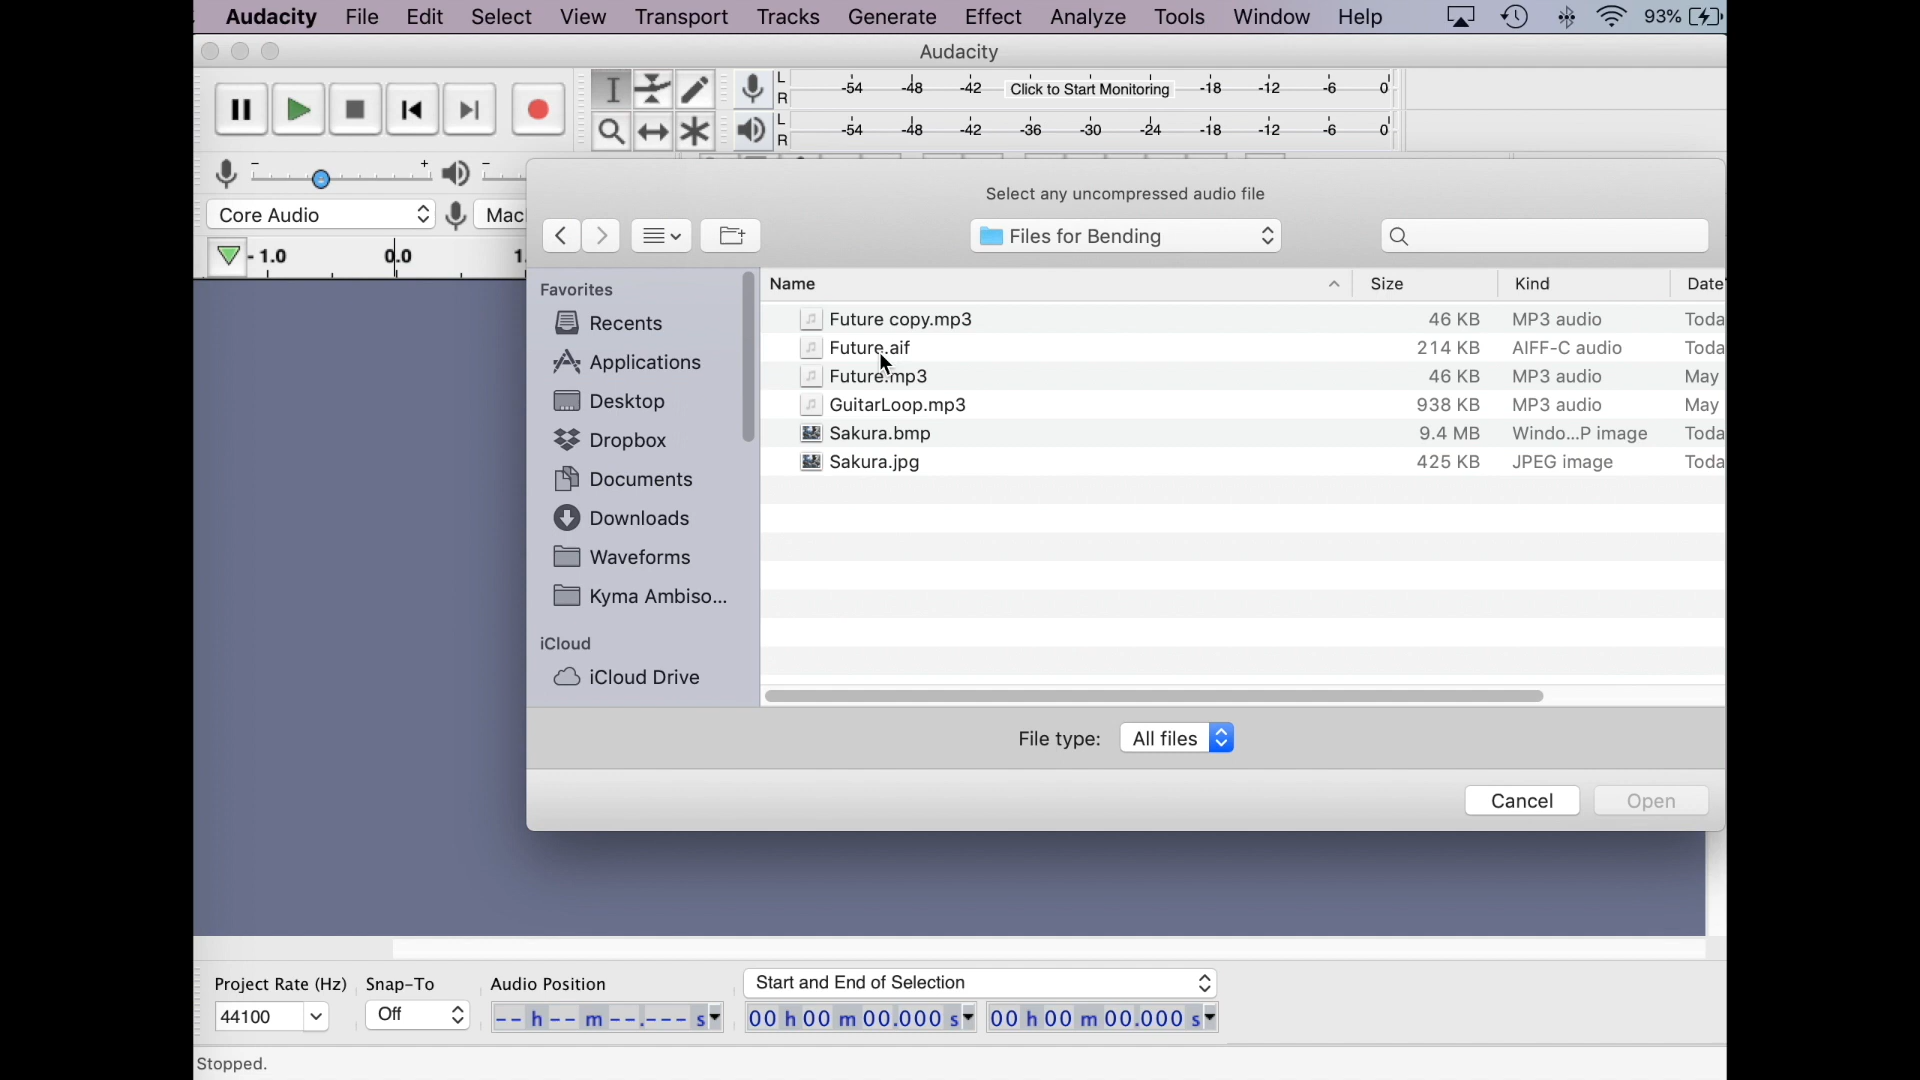 Audacity File Edit Select View Transport Tracks Generate Effect Analyze Tools Window Help 93%
Audacity
L -54 -48 -42 Click to Start Monitoring -18 -12 -6 0
R
L -54 -48 -42 -36 -30 -24 -18 -12 -6 0
R
- + -
Core Audio Mac
Select any uncompressed audio file
Files for Bending
-1.0 0.0 1.
Name Size Kind Date
Favorites
Recents
Applications
Desktop
Dropbox
Documents
Downloads
Waveforms
Kyma Ambiso...
iCloud
iCloud Drive
Future copy.mp3 46 KB MP3 audio Toda
Future.aif 214 KB AIFF-C audio Toda
Future.mp3 46 KB MP3 audio May
GuitarLoop.mp3 938 KB MP3 audio May
Sakura.bmp 9.4 MB Windo...P image Toda
Sakura.jpg 425 KB JPEG image Toda
File type: All files
Cancel Open
Project Rate (Hz) Snap-To Audio Position Start and End of Selection
44100 Off -- h -- m --.--- s 00 h 00 m 00.000 s 00 h 00 m 00.000 s
Stopped.